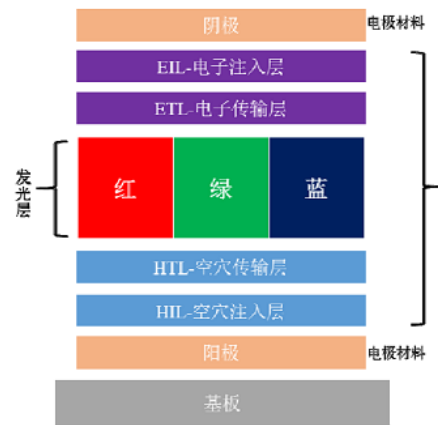 阴极
电极材料
EIL-电子注入层
ETL-电子传输层
发光层
红
绿
蓝
HTL-空穴传输层
HIL-空穴注入层
阳极
电极材料
基板